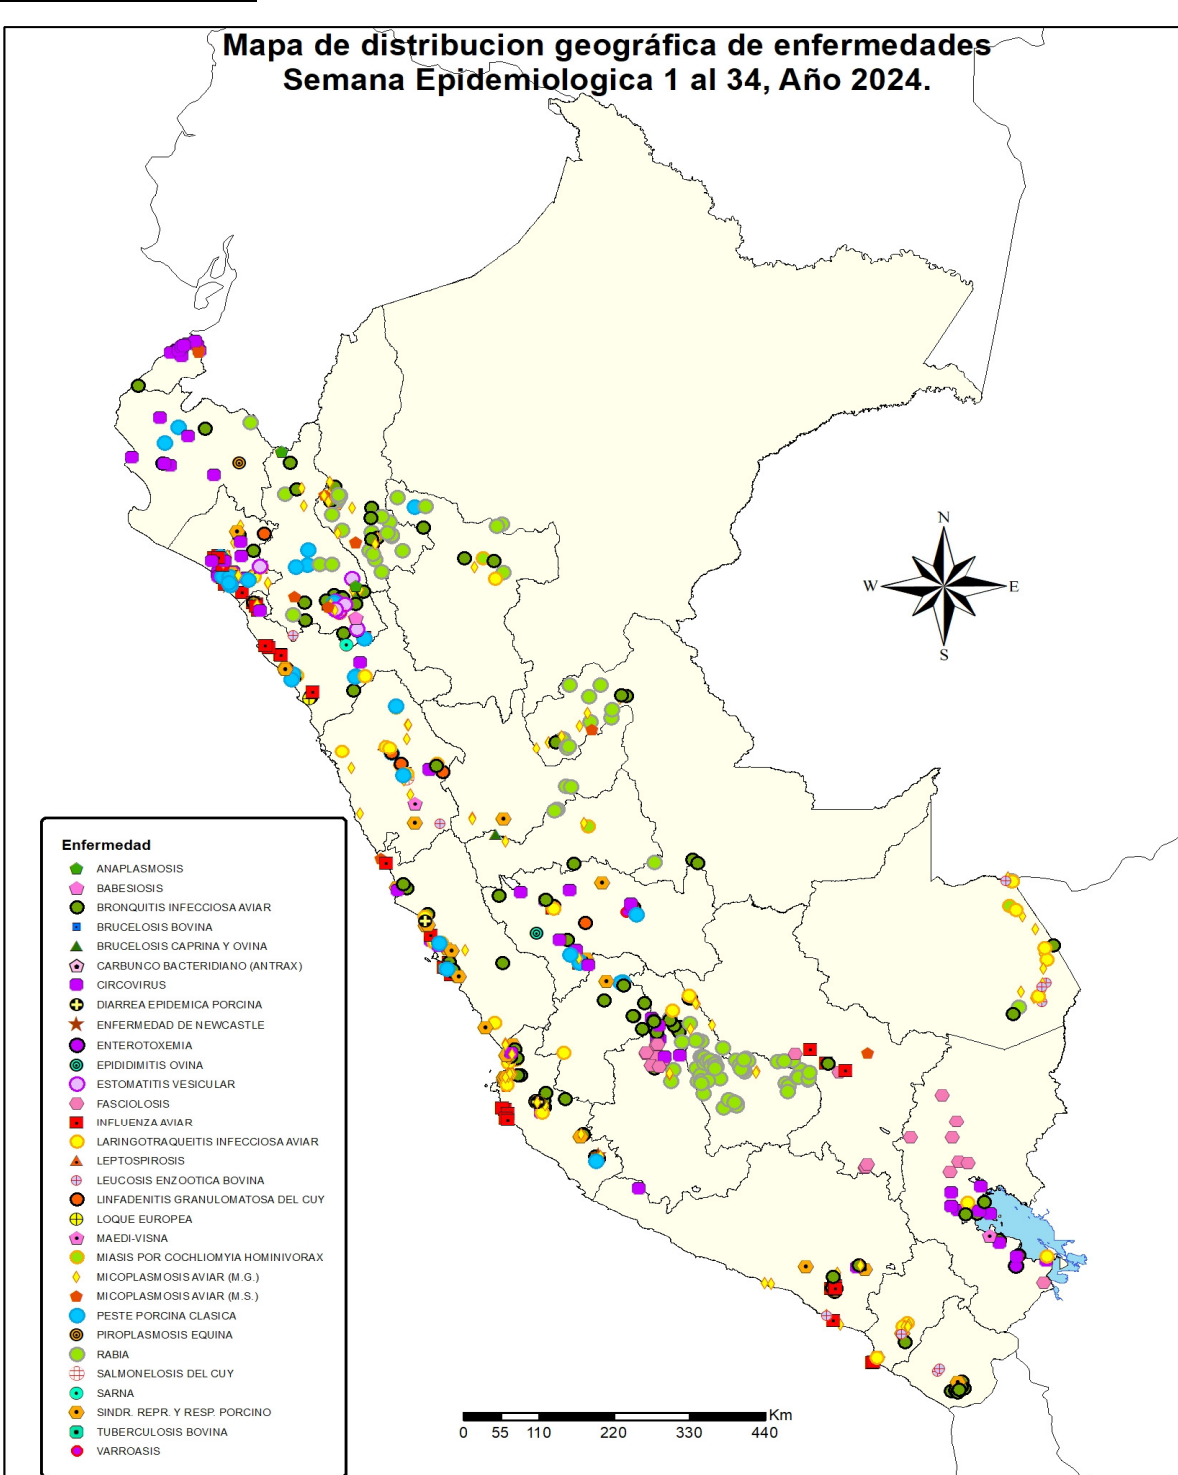 Mapa de distribucion geográfica de enfermedades
Semana Epidemiologica 1 al 34, Año 2024.
N
W E
S
Enfermedad
ANAPLASMOSIS
BABESIOSIS
BRONQUITIS INFECCIOSA AVIAR
BRUCELOSIS BOVINA
BRUCELOSIS CAPRINA Y OVINA
CARBUNCO BACTERIDIANO (ANTRAX)
CIRCOVIRUS
DIARREA EPIDEMICA PORCINA
ENFERMEDAD DE NEWCASTLE
ENTEROTOXEMIA
EPIDIDIMITIS OVINA
ESTOMATITIS VESICULAR
FASCIOLOSIS
INFLUENZA AVIAR
LARINGOTRAQUEITIS INFECCIOSA AVIAR
LEPTOSPIROSIS
LEUCOSIS ENZOOTICA BOVINA
LINFADENITIS GRANULOMATOSA DEL CUY
LOQUE EUROPEA
MAEDI-VISNA
MIASIS POR COCHLIOMYIA HOMINIVORAX
MICOPLASMOSIS AVIAR (M.G.)
MICOPLASMOSIS AVIAR (M.S.)
PESTE PORCINA CLASICA
PIROPLASMOSIS EQUINA
RABIA
SALMONELOSIS DEL CUY
SARNA
SINDR. REPR. Y RESP. PORCINO
TUBERCULOSIS BOVINA
VARROASIS
Km
0 55 110 220 330 440